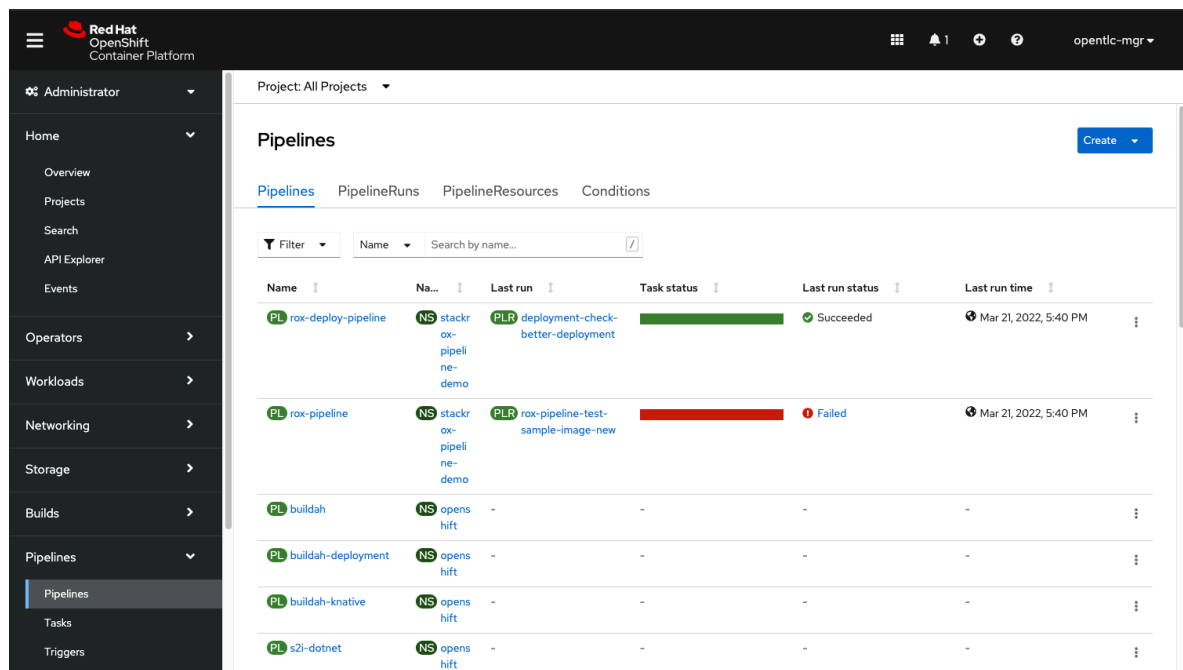 Red Hat
OpenShift
Container Platform
1
opentlc-mgr
Administrator
Project: All Projects
Home
Overview
Projects
Search
API Explorer
Events
Operators
Workloads
Networking
Storage
Builds
Pipelines
Pipelines
Tasks
Triggers
Pipelines
Create
Pipelines PipelineRuns PipelineResources Conditions
Filter Name Search by name... /
Name Na... Last run Task status Last run status Last run time
PL rox-deploy-pipeline NS stackr PLR deployment-check- Succeeded Mar 21, 2022, 5:40 PM
ox- better-deployment
pipeli
ne-
demo
PL rox-pipeline NS stackr PLR rox-pipeline-test- Failed Mar 21, 2022, 5:40 PM
ox- sample-image-new
pipeli
ne-
demo
PL buildah NS opens - - - -
hift
PL buildah-deployment NS opens - - - -
hift
PL buildah-knative NS opens - - - -
hift
PL s2i-dotnet NS opens - - - -
hift